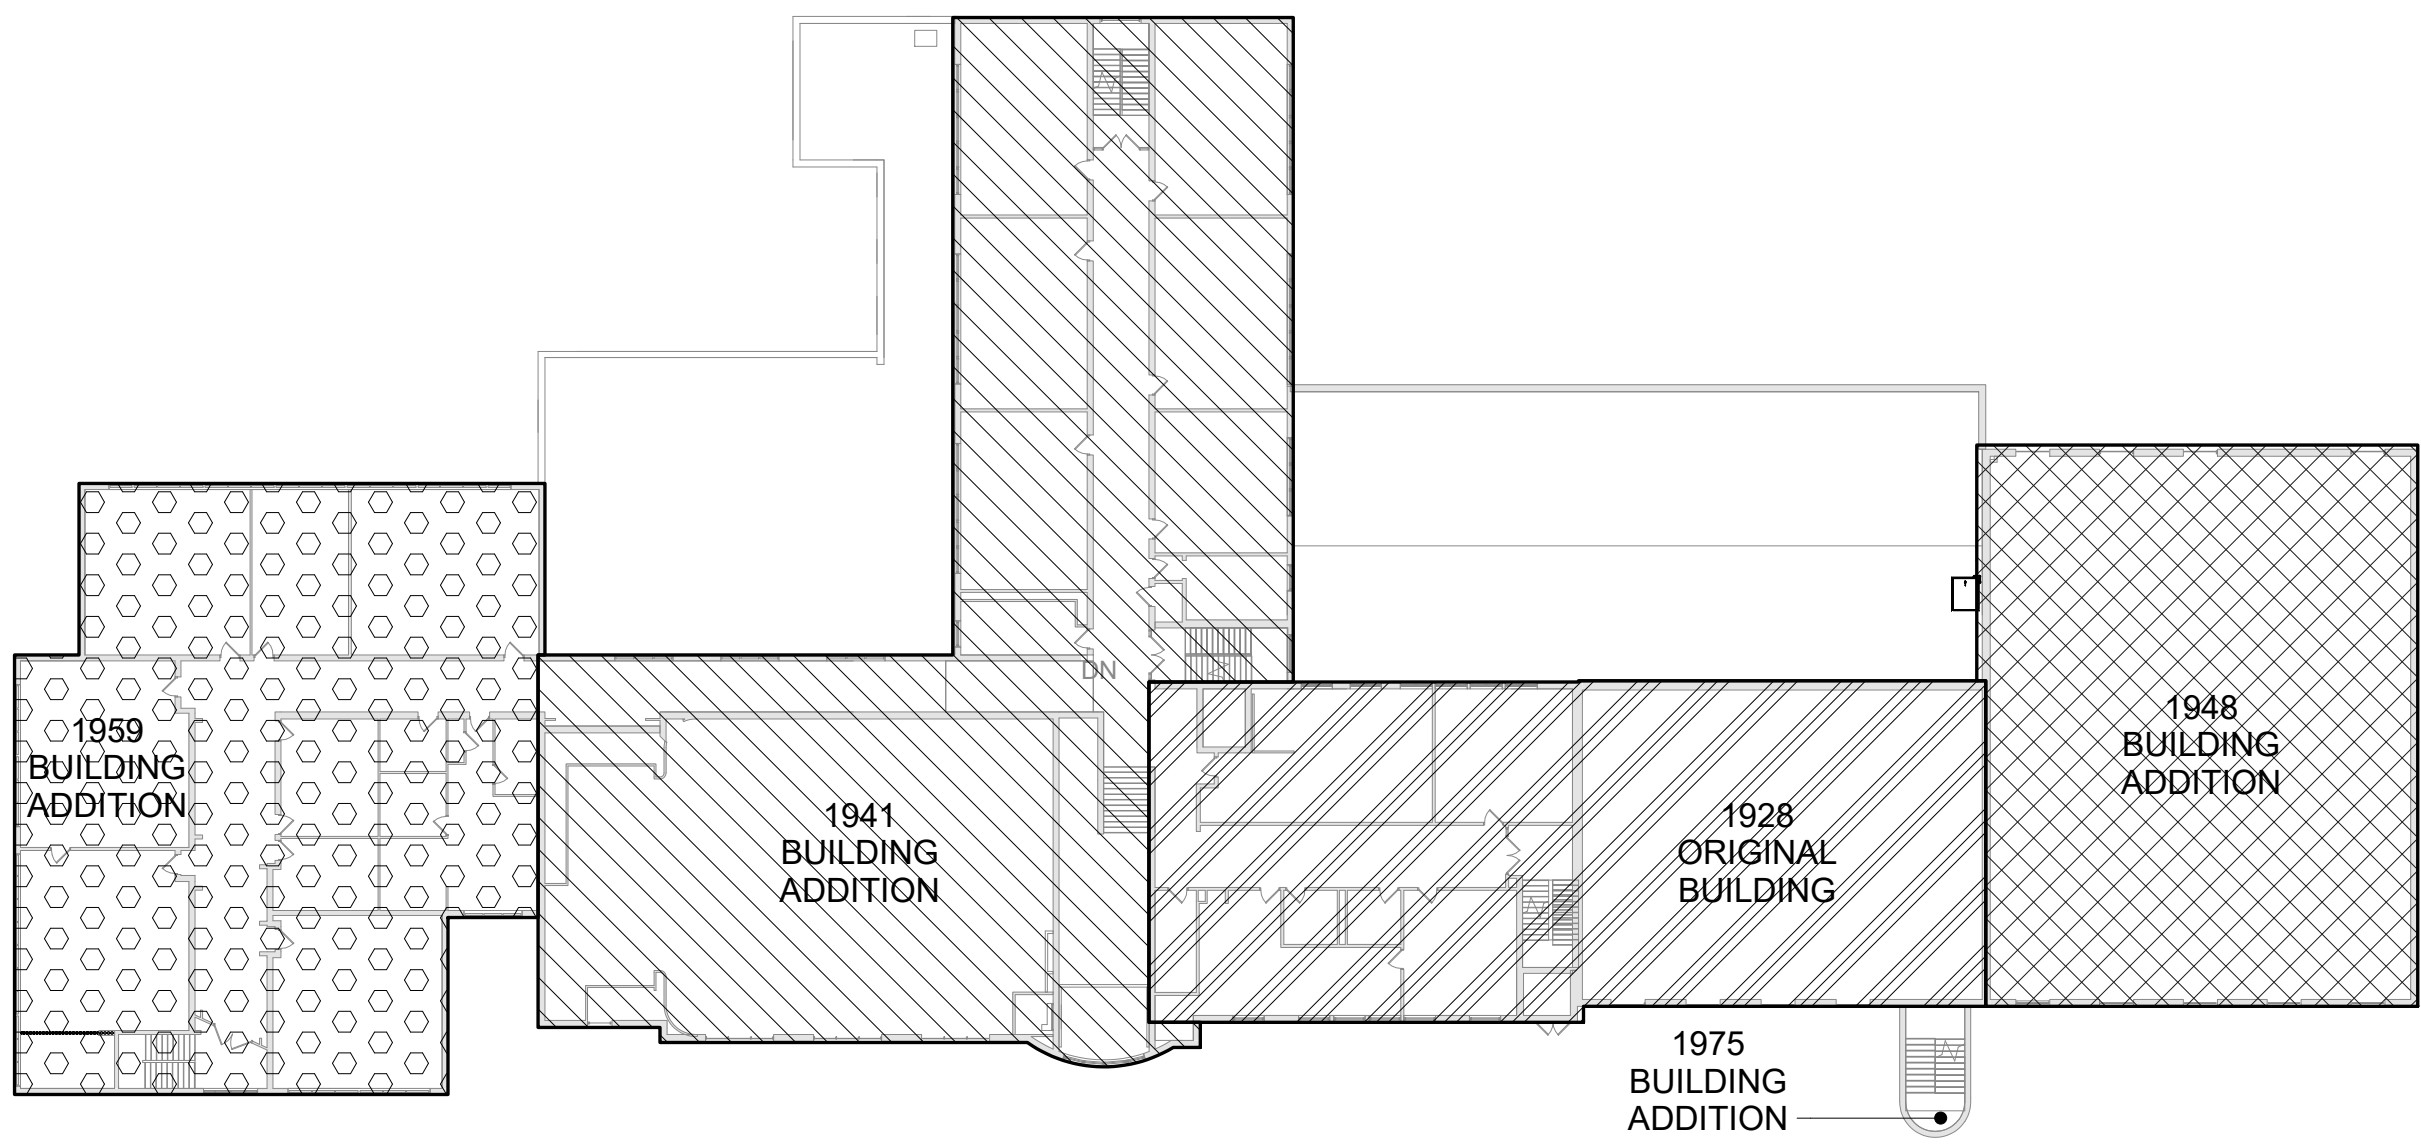 DN
1959
BUILDING
ADDITION
1941
BUILDING
ADDITION
1928
ORIGINAL
BUILDING
1948
BUILDING
ADDITION
1975
BUILDING
ADDITION